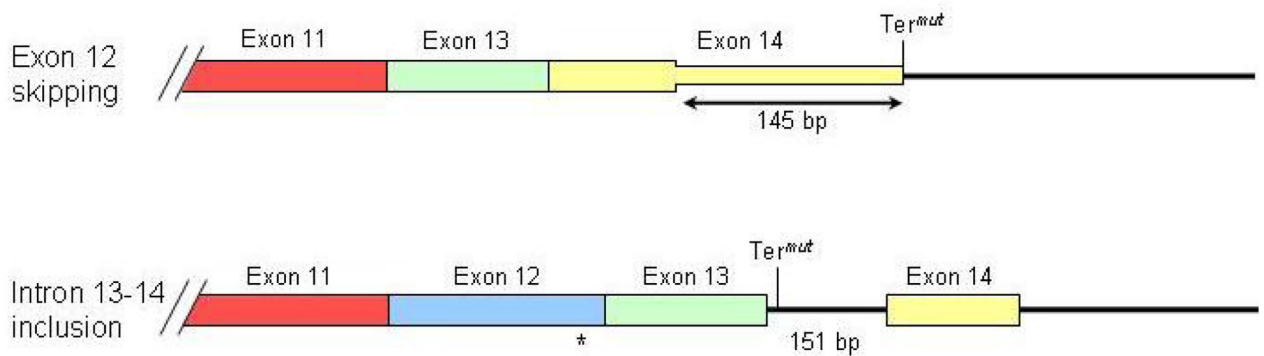 Ter^mut
Exon 11 Exon 13 Exon 14
Exon 12
skipping
145 bp
Ter^mut
Exon 11 Exon 12 Exon 13 Exon 14
Intron 13-14
inclusion
151 bp
*